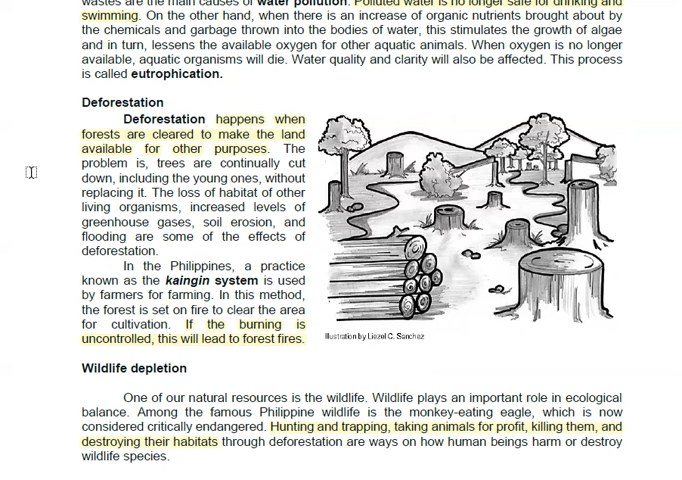 wastes are the main causes of water pollution. Polluted water is no longer safe for drinking and
swimming. On the other hand, when there is an increase of organic nutrients brought about by
the chemicals and garbage thrown into the bodies of water, this stimulates the growth of algae
and in turn, lessens the available oxygen for other aquatic animals. When oxygen is no longer
available, aquatic organisms will die. Water quality and clarity will also be affected. This process
is called eutrophication.
Deforestation
Deforestation happens when
forests are cleared to make the land
available for other purposes. The
problem is, trees are continually cut
down, including the young ones, without
replacing it. The loss of habitat of other
living organisms, increased levels of
greenhouse gases, soil erosion, and
flooding are some of the effects of
deforestation.
In the Philippines, a practice
known as the kaingin system is used
by farmers for farming. In this method,
the forest is set on fire to clear the area
for cultivation. If the burning is
uncontrolled, this will lead to forest fires.
Illustration by Liezel C. Sanchez
Wildlife depletion
One of our natural resources is the wildlife. Wildlife plays an important role in ecological
balance. Among the famous Philippine wildlife is the monkey-eating eagle, which is now
considered critically endangered. Hunting and trapping, taking animals for profit, killing them, and
destroying their habitats through deforestation are ways on how human beings harm or destroy
wildlife species.